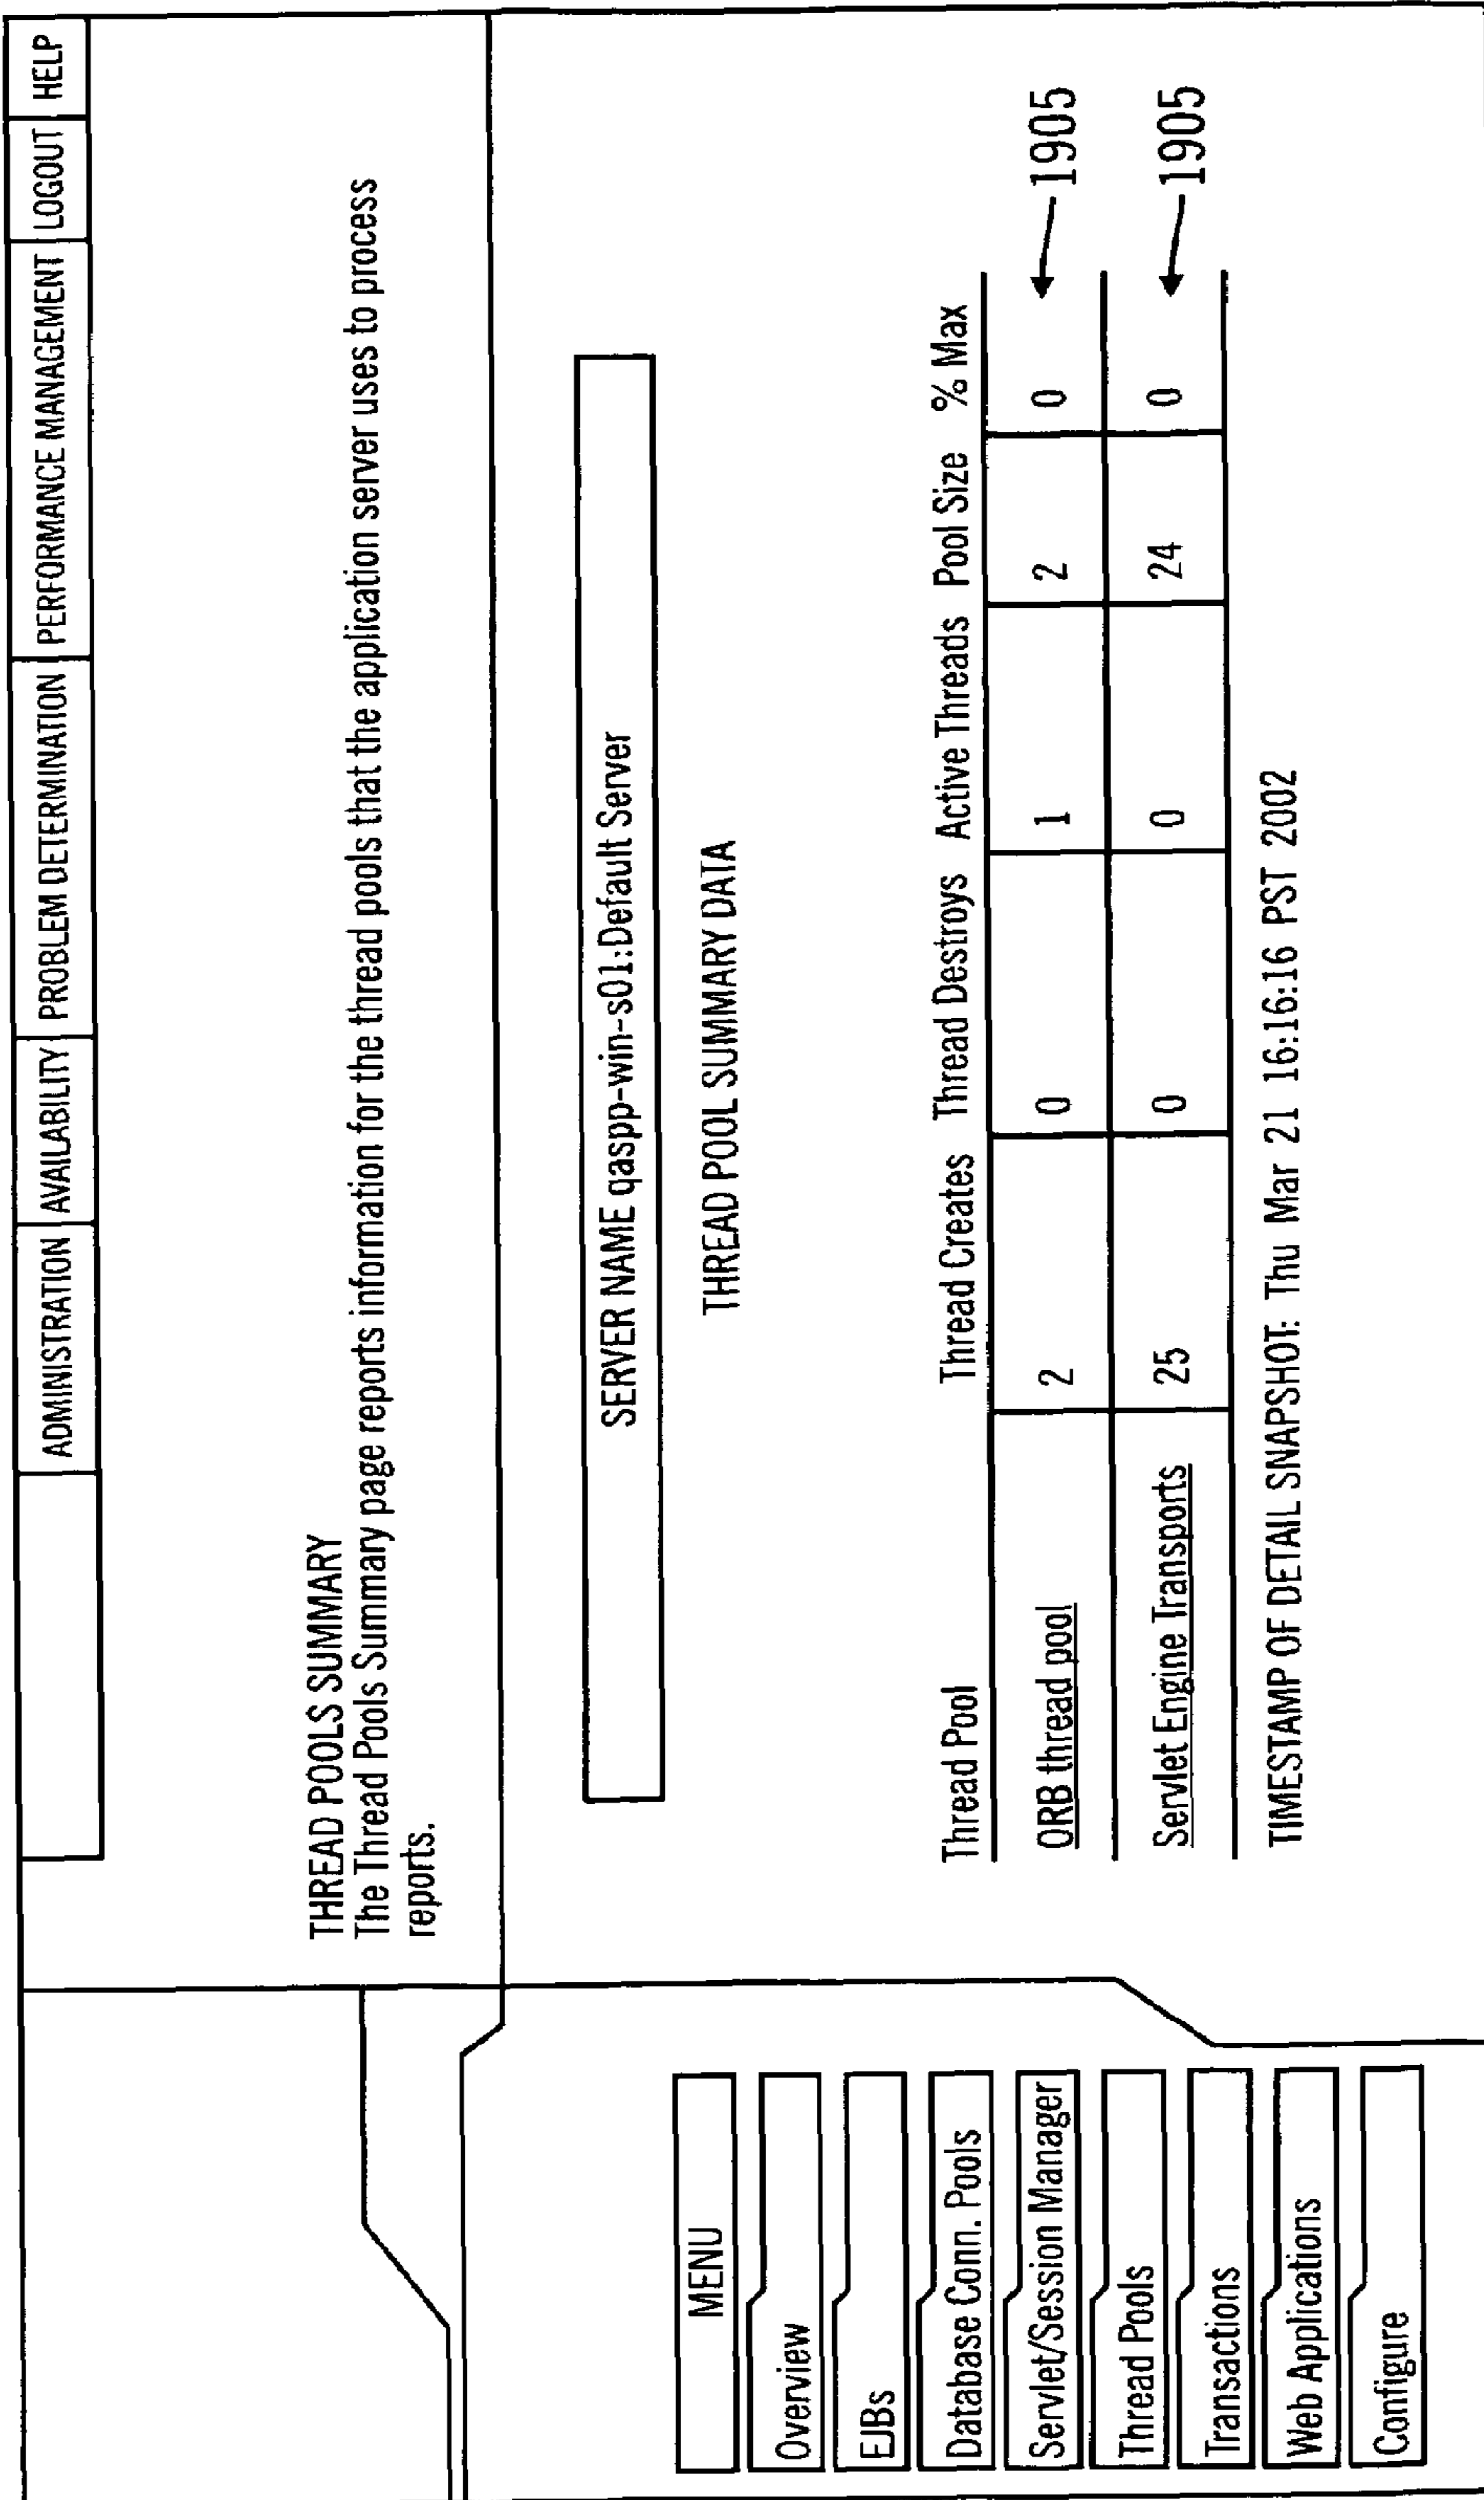 ADMINISTRATION AVAILABILITY PROBLEM DETERMINATION PERFORMANCE MANAGEMENT LOGOUT HELP
THREAD POOLS SUMMARY
The Thread Pools Summary page reports information for the thread pools that the application server uses to process
reports.
MENU
Overview
EJBs
Database Conn. Pools
Servlet/Session Manager
Thread Pools
Transactions
Web Applications
Configure
SERVER NAME qaspp-win-s01:Default Server
THREAD POOL SUMMARY DATA
Thread Pool Thread Creates Thread Destroys Active Threads Pool Size % Max
ORB thread pool 2 0 1 2 0 1905
Servlet Engine Transports 25 0 0 24 0 1905
TIMESTAMP OF DETAIL SNAPSHOT: Thu Mar 21 16:16:16 PST 2002